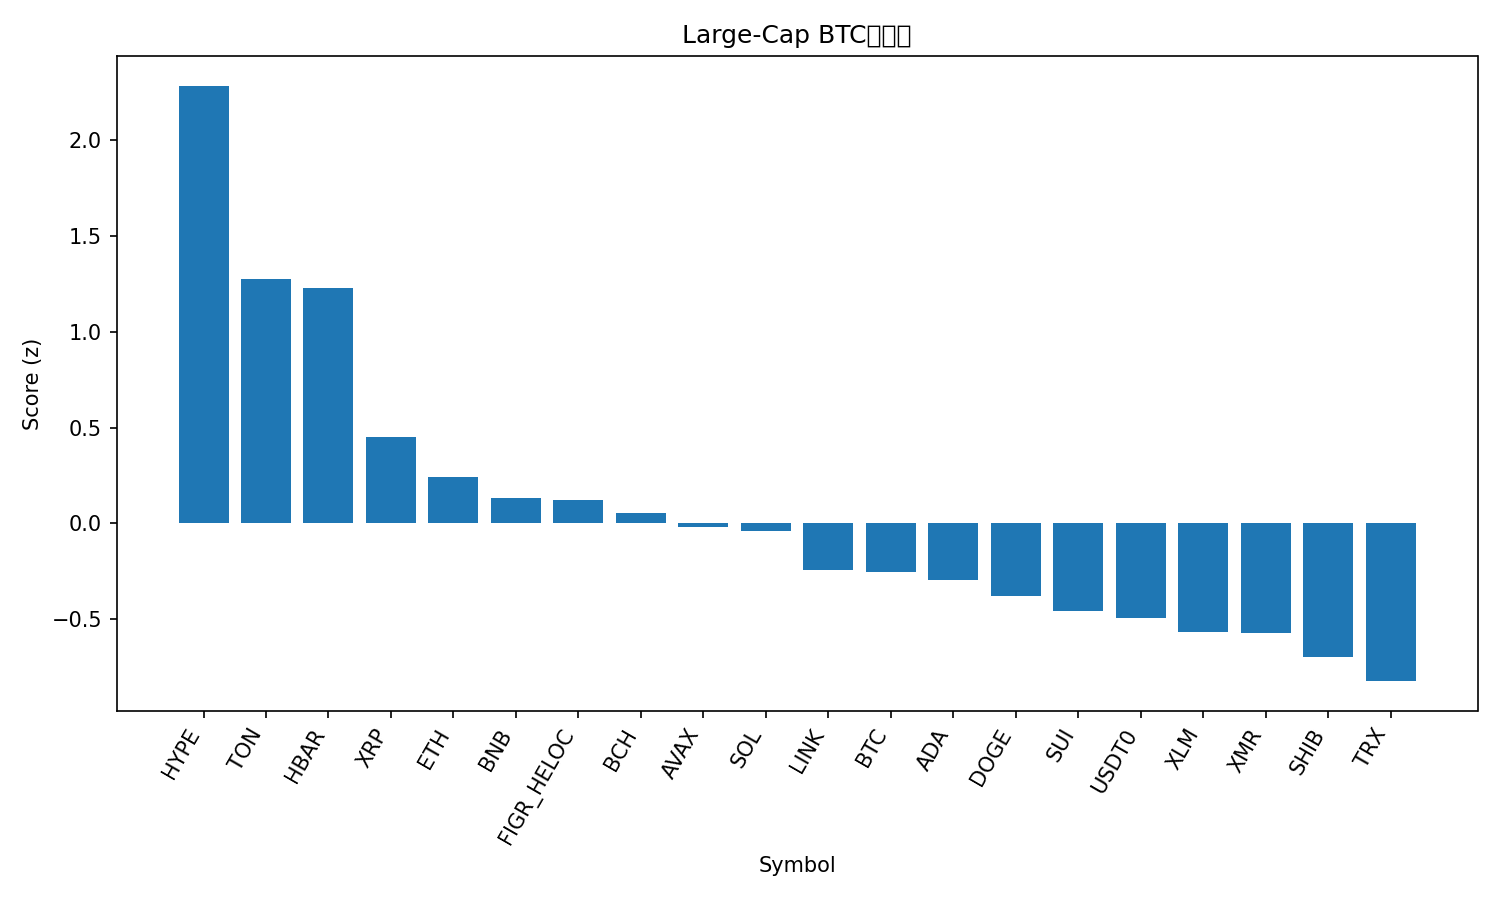 Large-Cap BTC
2.0
1.5
1.0
0.5
0.0
−0.5
Score (z)
HYPE
TON
HBAR
XRP
ETH
BNB
FIGR_HELOC
BCH
AVAX
SOL
LINK
BTC
ADA
DOGE
SUI
USDT0
XLM
XMR
SHIB
TRX
Symbol